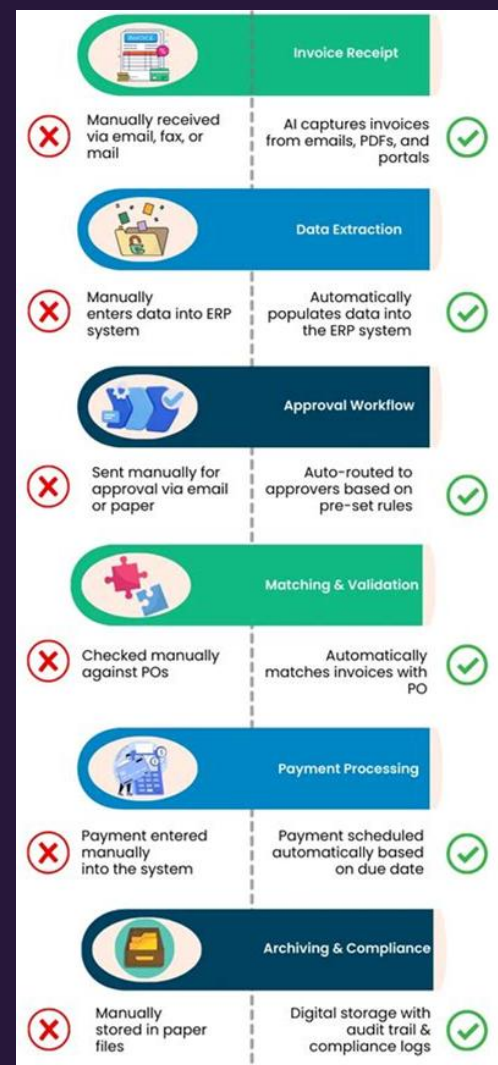 INVOICE
Invoice Receipt
Manually received
via email, fax, or
mail
AI captures invoices
from emails, PDFs, and
portals
Data Extraction
Manually
enters data into ERP
system
Automatically
populates data into
the ERP system
Approval Workflow
Sent manually for
approval via email
or paper
Auto-routed to
approvers based on
pre-set rules
Matching & Validation
Checked manually
against POs
Automatically
matches invoices with
PO
Payment Processing
Payment entered
manually
into the system
Payment scheduled
automatically based
on due date
Archiving & Compliance
Manually
stored in paper
files
Digital storage with
audit trail &
compliance logs